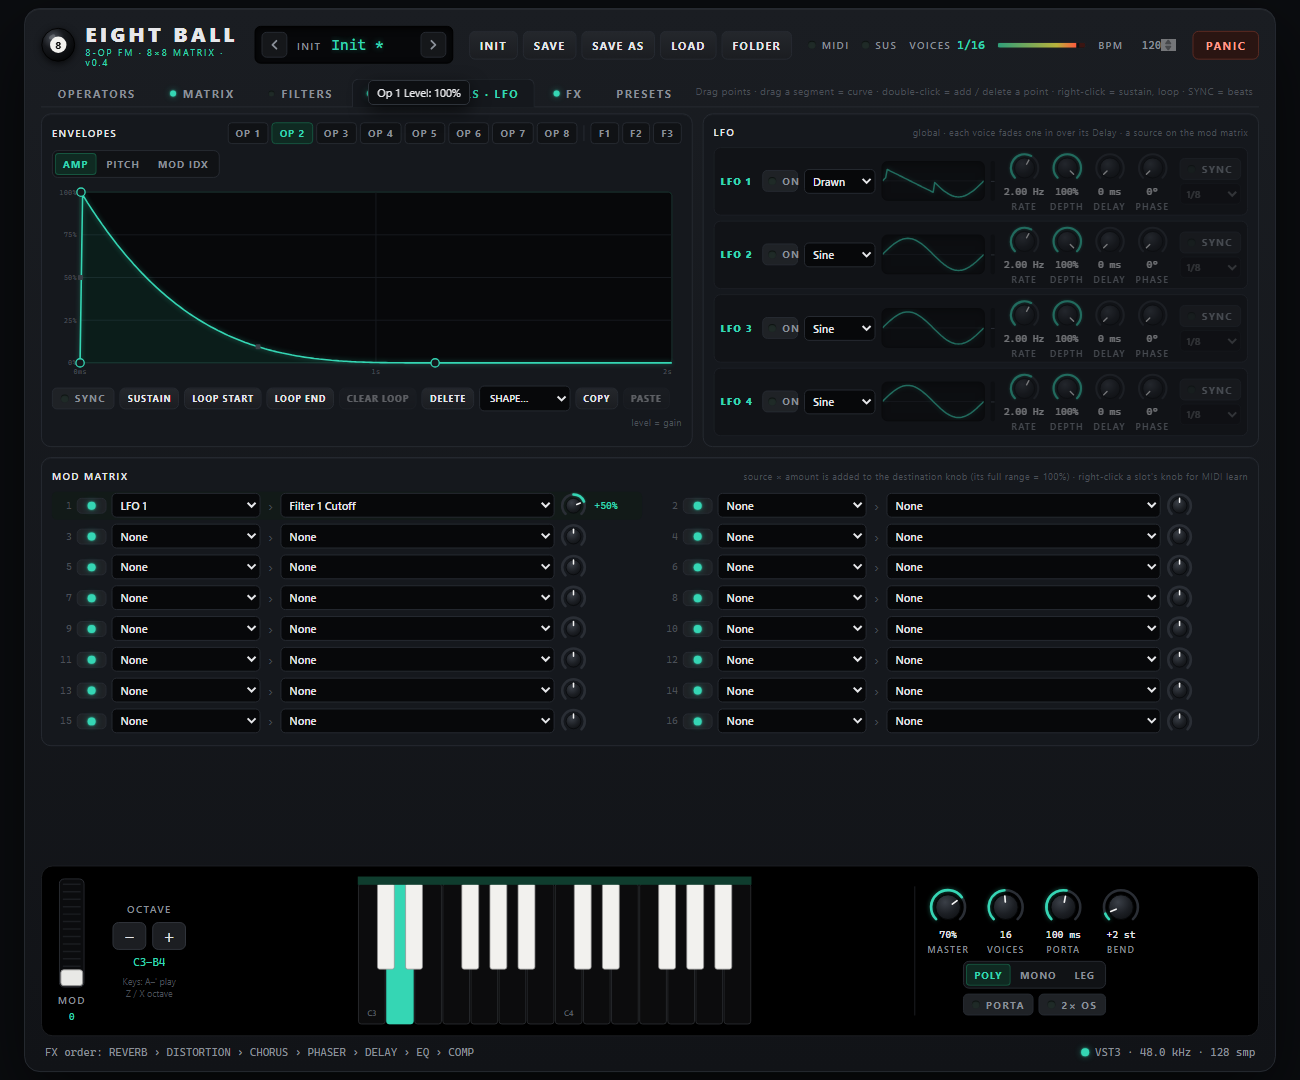 8
EIGHT BALL
8-OP FM · 8×8 MATRIX ·
v0.4
INIT Init *
INIT SAVE SAVE AS LOAD FOLDER
MIDI SUS VOICES 1/16 BPM 120 PANIC
OPERATORS MATRIX FILTERS S · LFO FX PRESETS
Op 1 Level: 100%
Drag points · drag a segment = curve · double-click = add / delete a point · right-click = sustain, loop · SYNC = beats
ENVELOPES OP 1 OP 2 OP 3 OP 4 OP 5 OP 6 OP 7 OP 8 F1 F2 F3
AMP PITCH MOD IDX
100%
75%
50%
25%
0%
0ms 1s 2s
SYNC SUSTAIN LOOP START LOOP END CLEAR LOOP DELETE SHAPE... COPY PASTE
level = gain
LFO global · each voice fades one in over its Delay · a source on the mod matrix
LFO 1 ON Drawn SYNC
2.00 Hz 100% 0 ms 0° 1/8
RATE DEPTH DELAY PHASE
LFO 2 ON Sine SYNC
2.00 Hz 100% 0 ms 0° 1/8
RATE DEPTH DELAY PHASE
LFO 3 ON Sine SYNC
2.00 Hz 100% 0 ms 0° 1/8
RATE DEPTH DELAY PHASE
LFO 4 ON Sine SYNC
2.00 Hz 100% 0 ms 0° 1/8
RATE DEPTH DELAY PHASE
MOD MATRIX source × amount is added to the destination knob (its full range = 100%) · right-click a slot's knob for MIDI learn
1 LFO 1 › Filter 1 Cutoff +50% 2 None › None
3 None › None 4 None › None
5 None › None 6 None › None
7 None › None 8 None › None
9 None › None 10 None › None
11 None › None 12 None › None
13 None › None 14 None › None
15 None › None 16 None › None
MOD
0
OCTAVE
− +
C3–B4
Keys: A–' play
Z / X octave
C3 C4
70% 16 100 ms +2 st
MASTER VOICES PORTA BEND
POLY MONO LEG
PORTA 2× OS
FX order: REVERB › DISTORTION › CHORUS › PHASER › DELAY › EQ › COMP
VST3 · 48.0 kHz · 128 smp